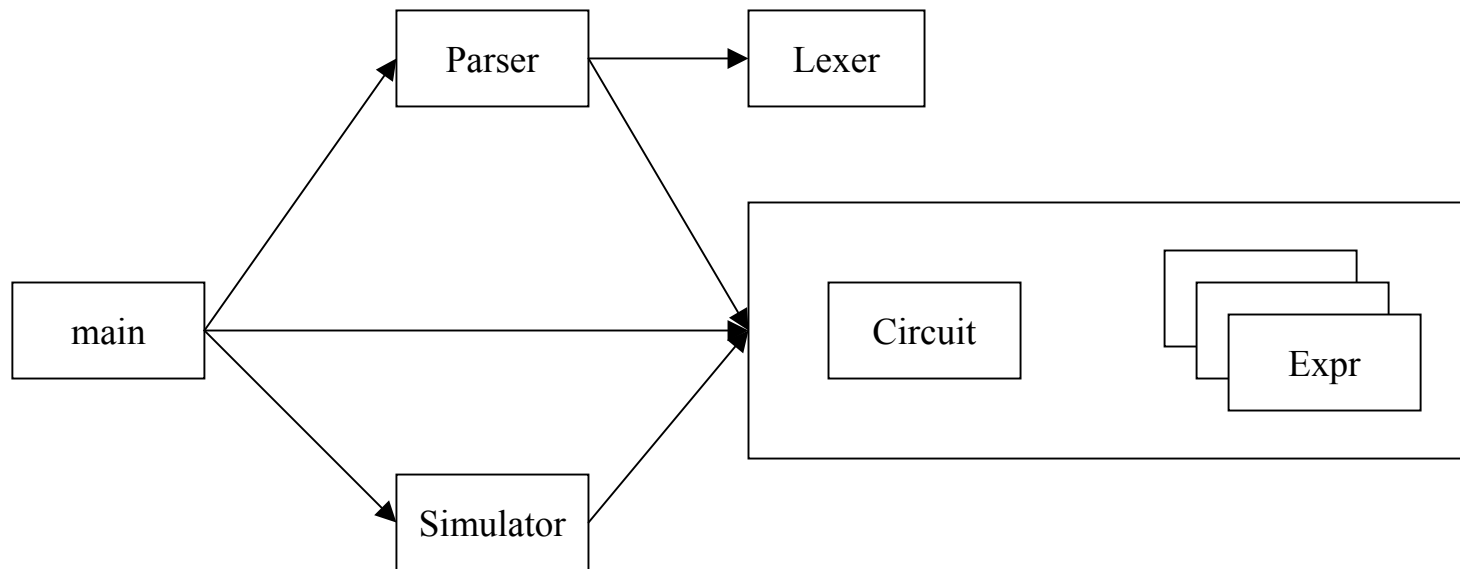 Parser
Lexer
main
Circuit
Expr
Simulator